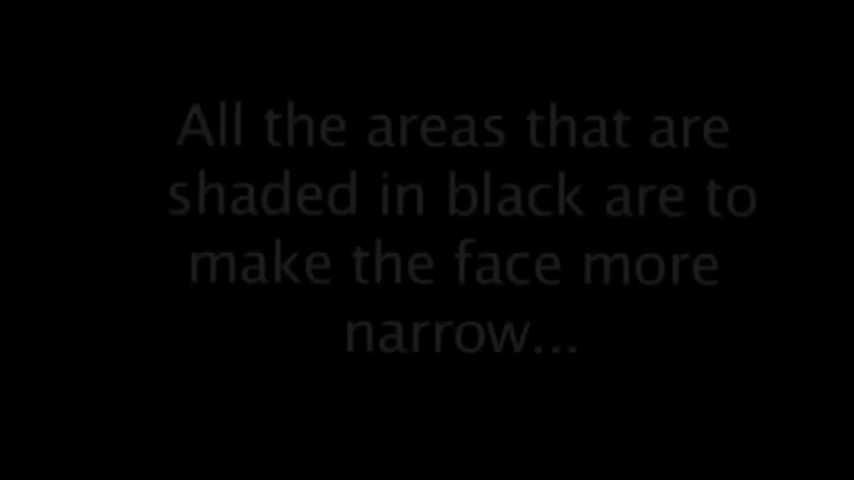 All the areas that are
shaded in black are to
make the face more
narrow...